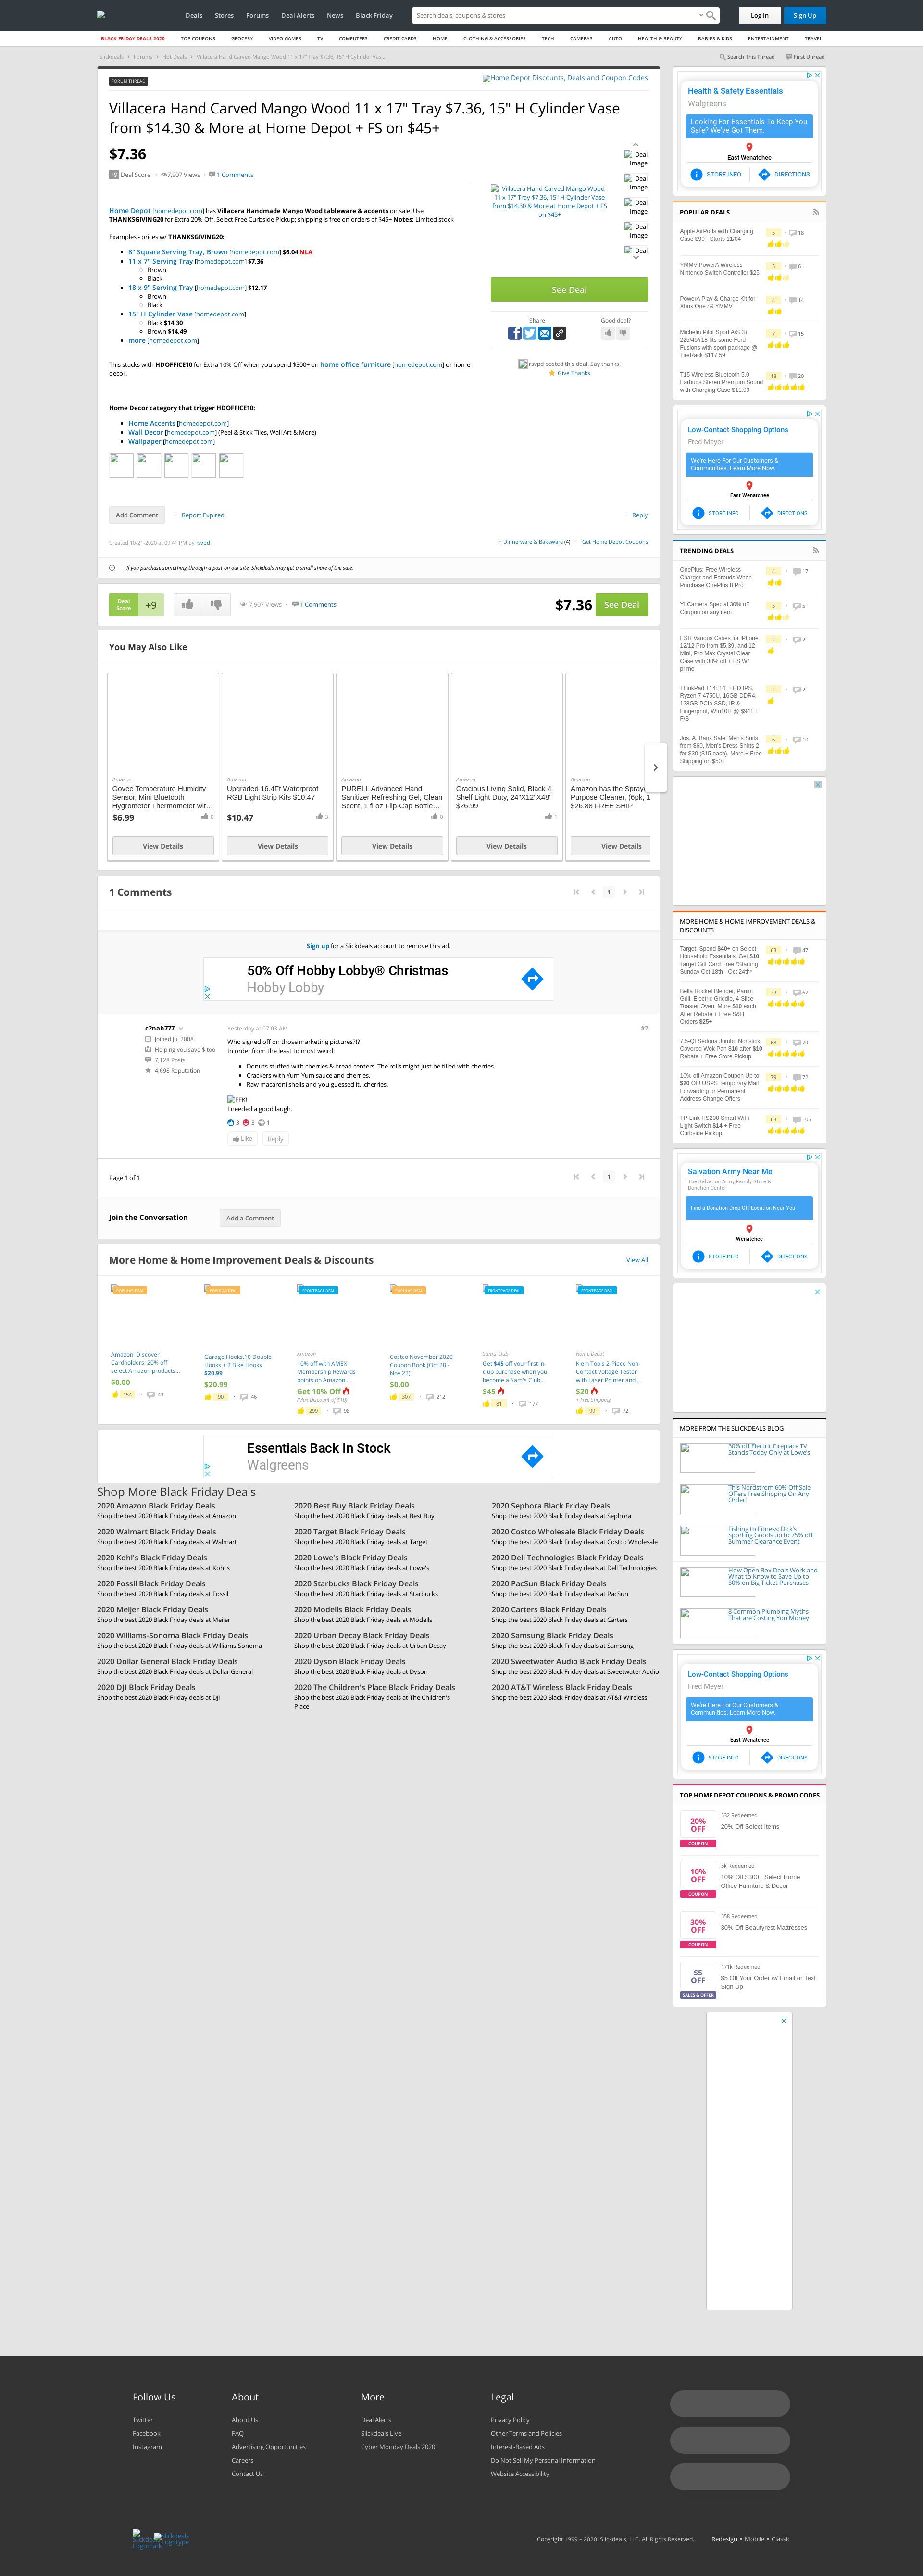 Deals
Stores
Forums
Deal Alerts
News
Black Friday
Search deals, coupons & stores
Log In
Sign Up
BLACK FRIDAY DEALS 2020
TOP COUPONS
GROCERY
VIDEO GAMES
TV
COMPUTERS
CREDIT CARDS
HOME
CLOTHING & ACCESSORIES
TECH
CAMERAS
AUTO
HEALTH & BEAUTY
BABIES & KIDS
ENTERTAINMENT
TRAVEL
Slickdeals › Forums › Hot Deals › Villacera Hand Carved Mango Wood 11 x 17" Tray $7.36, 15" H Cylinder Vas...
Search This Thread
First Unread
FORUM THREAD
Home Depot Discounts, Deals and Coupon Codes
Villacera Hand Carved Mango Wood 11 x 17" Tray $7.36, 15" H Cylinder Vase
from $14.30 & More at Home Depot + FS on $45+
$7.36
+9 Deal Score
7,907 Views
1 Comments
Home Depot [homedepot.com] has Villacera Handmade Mango Wood tableware & accents on sale. Use
THANKSGIVING20 for Extra 20% Off. Select Free Curbside Pickup; shipping is free on orders of $45+ Notes: Limited stock
Examples - prices w/ THANKSGIVING20:
8" Square Serving Tray, Brown [homedepot.com] $6.04 NLA
11 x 7" Serving Tray [homedepot.com] $7.36
Brown
Black
18 x 9" Serving Tray [homedepot.com] $12.17
Brown
Black
15" H Cylinder Vase [homedepot.com]
Black $14.30
Brown $14.49
more [homedepot.com]
This stacks with HDOFFICE10 for Extra 10% Off when you spend $300+ on home office furniture [homedepot.com] or home
decor.
Home Decor category that trigger HDOFFICE10:
Home Accents [homedepot.com]
Wall Decor [homedepot.com] (Peel & Stick Tiles, Wall Art & More)
Wallpaper [homedepot.com]
Villacera Hand Carved Mango Wood
11 x 17" Tray $7.36, 15" H Cylinder Vase
from $14.30 & More at Home Depot + FS
on $45+
Deal
Image
Deal
Image
Deal
Image
Deal
Image
Deal
See Deal
Share
Good deal?
rsvpd posted this deal. Say thanks!
Give Thanks
Add Comment
Report Expired
Reply
Created 10-21-2020 at 09:41 PM by rsvpd
in Dinnerware & Bakeware (4)
Get Home Depot Coupons
If you purchase something through a post on our site, Slickdeals may get a small share of the sale.
Deal
Score
+9
7,907 Views
1 Comments
$7.36
See Deal
You May Also Like
Amazon
Govee Temperature Humidity
Sensor, Mini Bluetooth
Hygrometer Thermometer wit…
$6.99
0
View Details
Amazon
Upgraded 16.4Ft Waterproof
RGB Light Strip Kits $10.47
$10.47
3
View Details
Amazon
PURELL Advanced Hand
Sanitizer Refreshing Gel, Clean
Scent, 1 fl oz Flip-Cap Bottle…
0
View Details
Amazon
Gracious Living Solid, Black 4-
Shelf Light Duty, 24"X12"X48"
$26.99
1
View Details
Amazon
Amazon has the Spray
Purpose Cleaner, (6pk, 1
$26.88 FREE SHIP
View Details
1 Comments
1
Sign up for a Slickdeals account to remove this ad.
50% Off Hobby Lobby® Christmas
Hobby Lobby
c2nah777
Joined Jul 2008
Helping you save $ too
7,128 Posts
4,698 Reputation
Yesterday at 07:03 AM
#2
Who signed off on those marketing pictures?!?
In order from the least to most weird:
Donuts stuffed with cherries & bread centers. The rolls might just be filled with cherries.
Crackers with Yum-Yum sauce and cherries.
Raw macaroni shells and you guessed it...cherries.
EEK!
I needed a good laugh.
3
3
1
Like
Reply
Page 1 of 1
1
Join the Conversation
Add a Comment
More Home & Home Improvement Deals & Discounts
View All
POPULAR DEAL
Amazon: Discover
Cardholders: 20% off
select Amazon products...
$0.00
154
43
POPULAR DEAL
Garage Hooks,10 Double
Hooks + 2 Bike Hooks
$20.99
$20.99
90
46
FRONTPAGE DEAL
Amazon
10% off with AMEX
Membership Rewards
points on Amazon....
Get 10% Off
(Max Discount of $10)
299
98
POPULAR DEAL
Costco November 2020
Coupon Book (Oct 28 -
Nov 22)
$0.00
307
212
FRONTPAGE DEAL
Sam's Club
Get $45 off your first in-
club purchase when you
become a Sam's Club...
$45
81
177
FRONTPAGE DEAL
Home Depot
Klein Tools 2-Piece Non-
Contact Voltage Tester
with Laser Pointer and...
$20
+ Free Shipping
99
72
Essentials Back In Stock
Walgreens
Shop More Black Friday Deals
2020 Amazon Black Friday Deals
Shop the best 2020 Black Friday deals at Amazon
2020 Best Buy Black Friday Deals
Shop the best 2020 Black Friday deals at Best Buy
2020 Sephora Black Friday Deals
Shop the best 2020 Black Friday deals at Sephora
2020 Walmart Black Friday Deals
Shop the best 2020 Black Friday deals at Walmart
2020 Target Black Friday Deals
Shop the best 2020 Black Friday deals at Target
2020 Costco Wholesale Black Friday Deals
Shop the best 2020 Black Friday deals at Costco Wholesale
2020 Kohl's Black Friday Deals
Shop the best 2020 Black Friday deals at Kohl's
2020 Lowe's Black Friday Deals
Shop the best 2020 Black Friday deals at Lowe's
2020 Dell Technologies Black Friday Deals
Shop the best 2020 Black Friday deals at Dell Technologies
2020 Fossil Black Friday Deals
Shop the best 2020 Black Friday deals at Fossil
2020 Starbucks Black Friday Deals
Shop the best 2020 Black Friday deals at Starbucks
2020 PacSun Black Friday Deals
Shop the best 2020 Black Friday deals at PacSun
2020 Meijer Black Friday Deals
Shop the best 2020 Black Friday deals at Meijer
2020 Modells Black Friday Deals
Shop the best 2020 Black Friday deals at Modells
2020 Carters Black Friday Deals
Shop the best 2020 Black Friday deals at Carters
2020 Williams-Sonoma Black Friday Deals
Shop the best 2020 Black Friday deals at Williams-Sonoma
2020 Urban Decay Black Friday Deals
Shop the best 2020 Black Friday deals at Urban Decay
2020 Samsung Black Friday Deals
Shop the best 2020 Black Friday deals at Samsung
2020 Dollar General Black Friday Deals
Shop the best 2020 Black Friday deals at Dollar General
2020 Dyson Black Friday Deals
Shop the best 2020 Black Friday deals at Dyson
2020 Sweetwater Audio Black Friday Deals
Shop the best 2020 Black Friday deals at Sweetwater Audio
2020 DJI Black Friday Deals
Shop the best 2020 Black Friday deals at DJI
2020 The Children's Place Black Friday Deals
Shop the best 2020 Black Friday deals at The Children's
Place
2020 AT&T Wireless Black Friday Deals
Shop the best 2020 Black Friday deals at AT&T Wireless
Health & Safety Essentials
Walgreens
Looking For Essentials To Keep You
Safe? We've Got Them.
East Wenatchee
STORE INFO
DIRECTIONS
POPULAR DEALS
Apple AirPods with Charging
Case $99 - Starts 11/04
5
18
YMMV PowerA Wireless
Nintendo Switch Controller $25
5
6
PowerA Play & Charge Kit for
Xbox One $9 YMMV
4
14
Michelin Pilot Sport A/S 3+
225/45/r18 fits some Ford
Fusions with sport package @
TireRack $117.59
7
15
T15 Wireless Bluetooth 5.0
Earbuds Stereo Premium Sound
with Charging Case $11.99
18
20
Low-Contact Shopping Options
Fred Meyer
We're Here For Our Customers &
Communities. Learn More Now.
East Wenatchee
STORE INFO
DIRECTIONS
TRENDING DEALS
OnePlus: Free Wireless
Charger and Earbuds When
Purchase OnePlus 8 Pro
4
17
YI Camera Special 30% off
Coupon on any item
5
5
ESR Various Cases for iPhone
12/12 Pro from $5.39, and 12
Mini, Pro Max Crystal Clear
Case with 30% off + FS W/
prime
2
2
ThinkPad T14: 14" FHD IPS,
Ryzen 7 4750U, 16GB DDR4,
128GB PCIe SSD, IR &
Fingerprint, Win10H @ $941 +
F/S
2
2
Jos. A. Bank Sale: Men's Suits
from $60, Men's Dress Shirts 2
for $30 ($15 each), More + Free
Shipping on $50+
6
10
MORE HOME & HOME IMPROVEMENT DEALS &
DISCOUNTS
Target: Spend $40+ on Select
Household Essentials, Get $10
Target Gift Card Free *Starting
Sunday Oct 18th - Oct 24th*
63
47
Bella Rocket Blender, Panini
Grill, Electric Griddle, 4-Slice
Toaster Oven, More $10 each
After Rebate + Free S&H
Orders $25+
72
67
7.5-Qt Sedona Jumbo Nonstick
Covered Wok Pan $10 after $10
Rebate + Free Store Pickup
68
79
10% off Amazon Coupon Up to
$20 Off! USPS Temporary Mail
Forwarding or Permanent
Address Change Offers
79
72
TP-Link HS200 Smart WiFi
Light Switch $14 + Free
Curbside Pickup
63
105
Salvation Army Near Me
The Salvation Army Family Store &
Donation Center
Find a Donation Drop Off Location Near You
Wenatchee
STORE INFO
DIRECTIONS
MORE FROM THE SLICKDEALS BLOG
30% off Electric Fireplace TV
Stands Today Only at Lowe's
This Nordstrom 60% Off Sale
Offers Free Shipping On Any
Order!
Fishing to Fitness: Dick's
Sporting Goods up to 75% off
Summer Clearance Event
How Open Box Deals Work and
What to Know to Save Up to
50% on Big Ticket Purchases
8 Common Plumbing Myths
That are Costing You Money
Low-Contact Shopping Options
Fred Meyer
We're Here For Our Customers &
Communities. Learn More Now.
East Wenatchee
STORE INFO
DIRECTIONS
TOP HOME DEPOT COUPONS & PROMO CODES
20%
OFF
COUPON
532 Redeemed
20% Off Select Items
10%
OFF
COUPON
5k Redeemed
10% Off $300+ Select Home
Office Furniture & Decor
30%
OFF
COUPON
558 Redeemed
30% Off Beautyrest Mattresses
$5
OFF
SALES & OFFER
171k Redeemed
$5 Off Your Order w/ Email or Text
Sign Up
Follow Us
Twitter
Facebook
Instagram
About
About Us
FAQ
Advertising Opportunities
Careers
Contact Us
More
Deal Alerts
Slickdeals Live
Cyber Monday Deals 2020
Legal
Privacy Policy
Other Terms and Policies
Interest-Based Ads
Do Not Sell My Personal Information
Website Accessibility
Slickdeals
Logotype
Copyright 1999 - 2020. Slickdeals, LLC. All Rights Reserved.
Redesign • Mobile • Classic